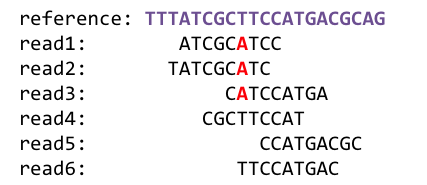 reference: TTTATCGCTTCCATGACGCAG
read1: ATCGCATCC
read2: TATCGCATC
read3: CATCCATGA
read4: CGCTTCCAT
read5: CCATGACGC
read6: TTCCATGAC